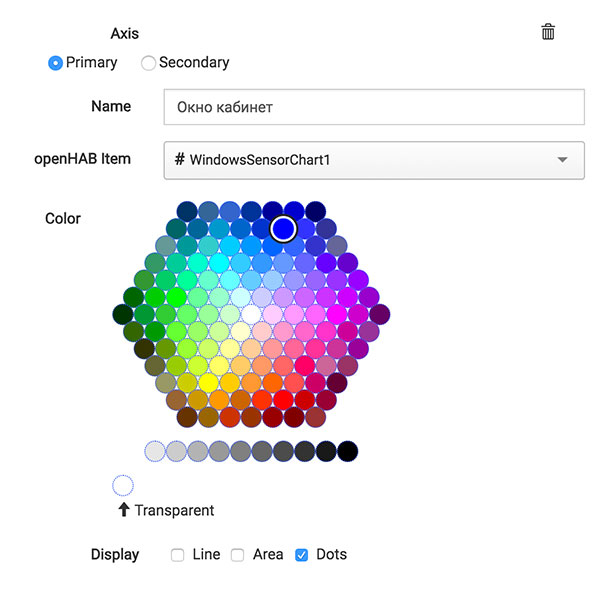 Axis
Primary Secondary
Name Окно кабинет
openHAB Item # WindowsSensorChart1
Color
Transparent
Display Line Area Dots